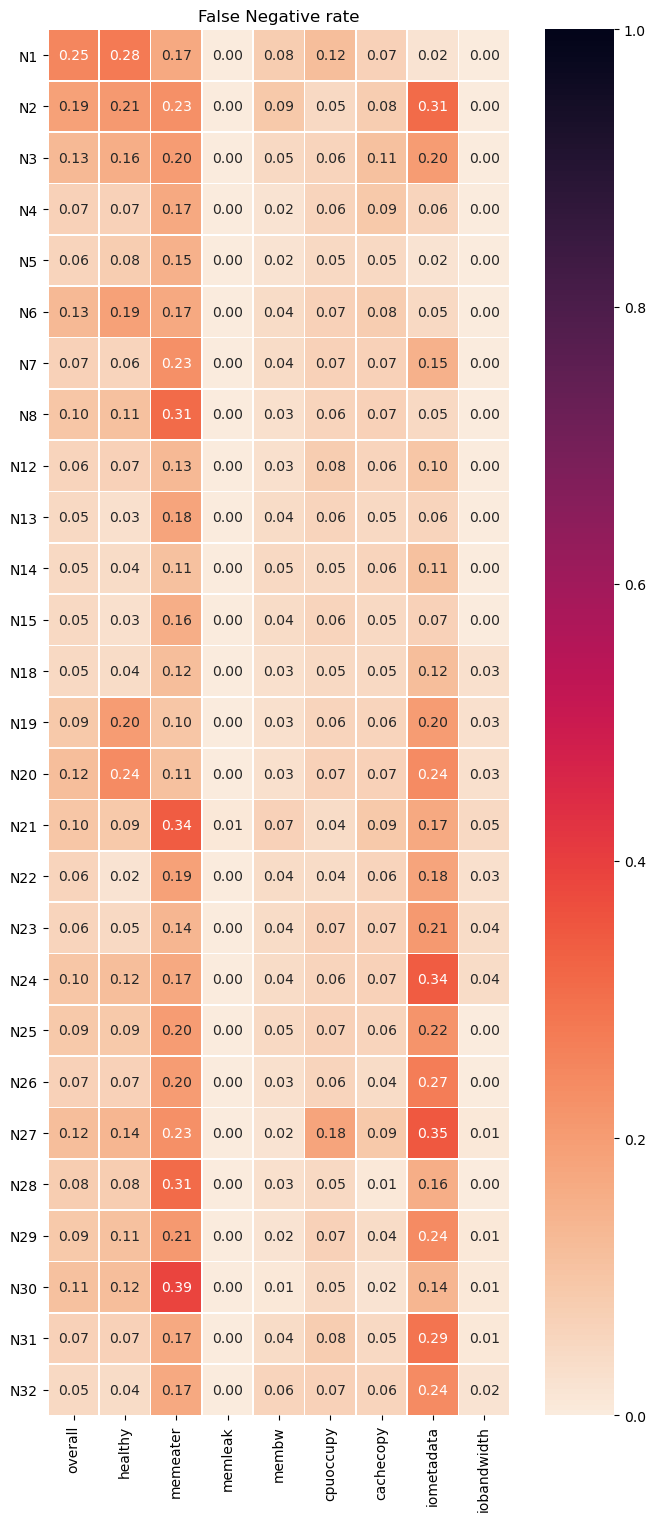 False Negative rate
N1 0.25 0.28 0.17 0.00 0.08 0.12 0.07 0.02 0.00
N2 0.19 0.21 0.23 0.00 0.09 0.05 0.08 0.31 0.00
N3 0.13 0.16 0.20 0.00 0.05 0.06 0.11 0.20 0.00
N4 0.07 0.07 0.17 0.00 0.02 0.06 0.09 0.06 0.00
N5 0.06 0.08 0.15 0.00 0.02 0.05 0.05 0.02 0.00
N6 0.13 0.19 0.17 0.00 0.04 0.07 0.08 0.05 0.00
N7 0.07 0.06 0.23 0.00 0.04 0.07 0.07 0.15 0.00
N8 0.10 0.11 0.31 0.00 0.03 0.06 0.07 0.05 0.00
N12 0.06 0.07 0.13 0.00 0.03 0.08 0.06 0.10 0.00
N13 0.05 0.03 0.18 0.00 0.04 0.06 0.05 0.06 0.00
N14 0.05 0.04 0.11 0.00 0.05 0.05 0.06 0.11 0.00
N15 0.05 0.03 0.16 0.00 0.04 0.06 0.05 0.07 0.00
N18 0.05 0.04 0.12 0.00 0.03 0.05 0.05 0.12 0.03
N19 0.09 0.20 0.10 0.00 0.03 0.06 0.06 0.20 0.03
N20 0.12 0.24 0.11 0.00 0.03 0.07 0.07 0.24 0.03
N21 0.10 0.09 0.34 0.01 0.07 0.04 0.09 0.17 0.05
N22 0.06 0.02 0.19 0.00 0.04 0.04 0.06 0.18 0.03
N23 0.06 0.05 0.14 0.00 0.04 0.07 0.07 0.21 0.04
N24 0.10 0.12 0.17 0.00 0.04 0.06 0.07 0.34 0.04
N25 0.09 0.09 0.20 0.00 0.05 0.07 0.06 0.22 0.00
N26 0.07 0.07 0.20 0.00 0.03 0.06 0.04 0.27 0.00
N27 0.12 0.14 0.23 0.00 0.02 0.18 0.09 0.35 0.01
N28 0.08 0.08 0.31 0.00 0.03 0.05 0.01 0.16 0.00
N29 0.09 0.11 0.21 0.00 0.02 0.07 0.04 0.24 0.01
N30 0.11 0.12 0.39 0.00 0.01 0.05 0.02 0.14 0.01
N31 0.07 0.07 0.17 0.00 0.04 0.08 0.05 0.29 0.01
N32 0.05 0.04 0.17 0.00 0.06 0.07 0.06 0.24 0.02
overall
healthy
memeater
memleak
membw
cpuoccupy
cachecopy
iometadata
iobandwidth
1.0
0.8
0.6
0.4
0.2
0.0